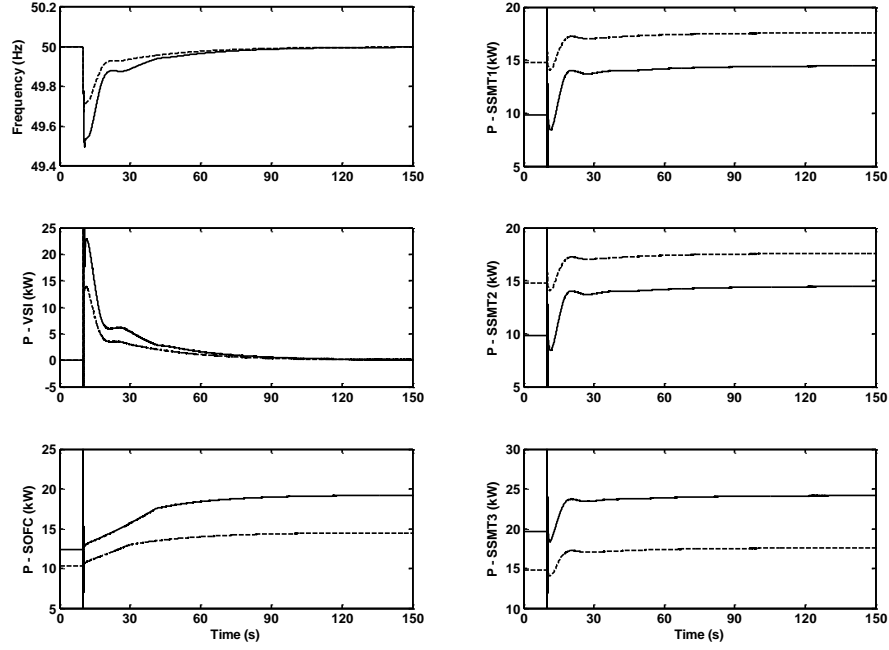 50.2
50
49.8
49.6
49.4
Frequency (Hz)
0 30 60 90 120 150
20
15
10
5
P - SSMT1(kW)
0 30 60 90 120 150
25
20
15
10
5
0
-5
P - VSI (kW)
0 30 60 90 120 150
20
15
10
5
P - SSMT2 (kW)
0 30 60 90 120 150
25
20
15
10
5
P - SOFC (kW)
0 30 60 90 120 150
Time (s)
30
25
20
15
10
P - SSMT3 (kW)
0 30 60 90 120 150
Time (s)